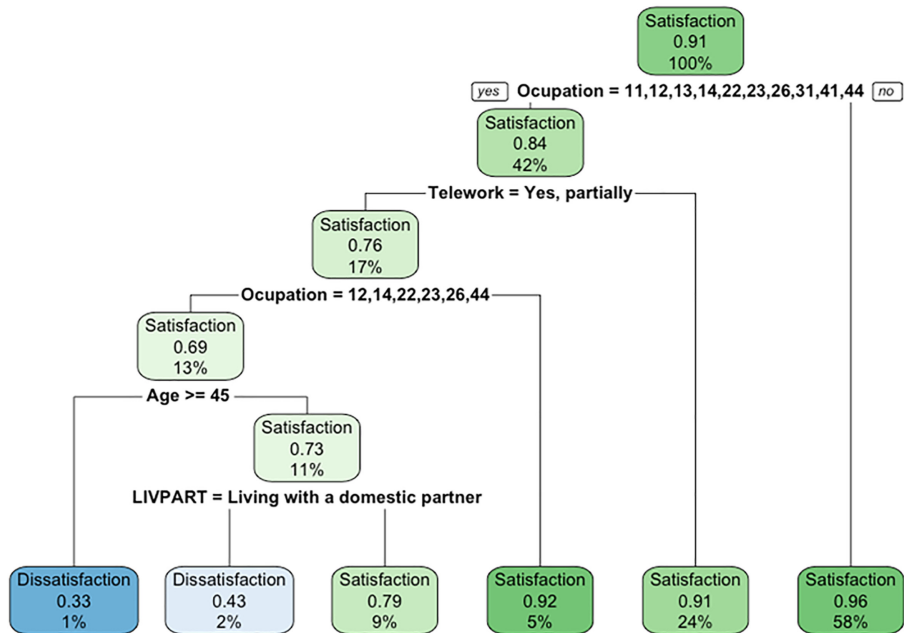 Satisfaction
0.91
100%
yes Ocupation = 11,12,13,14,22,23,26,31,41,44 no
Satisfaction
0.84
42%
Telework = Yes, partially
Satisfaction
0.76
17%
Ocupation = 12,14,22,23,26,44
Satisfaction
0.69
13%
Age >= 45
Satisfaction
0.73
11%
LIVPART = Living with a domestic partner
Dissatisfaction
0.33
1%
Dissatisfaction
0.43
2%
Satisfaction
0.79
9%
Satisfaction
0.92
5%
Satisfaction
0.91
24%
Satisfaction
0.96
58%